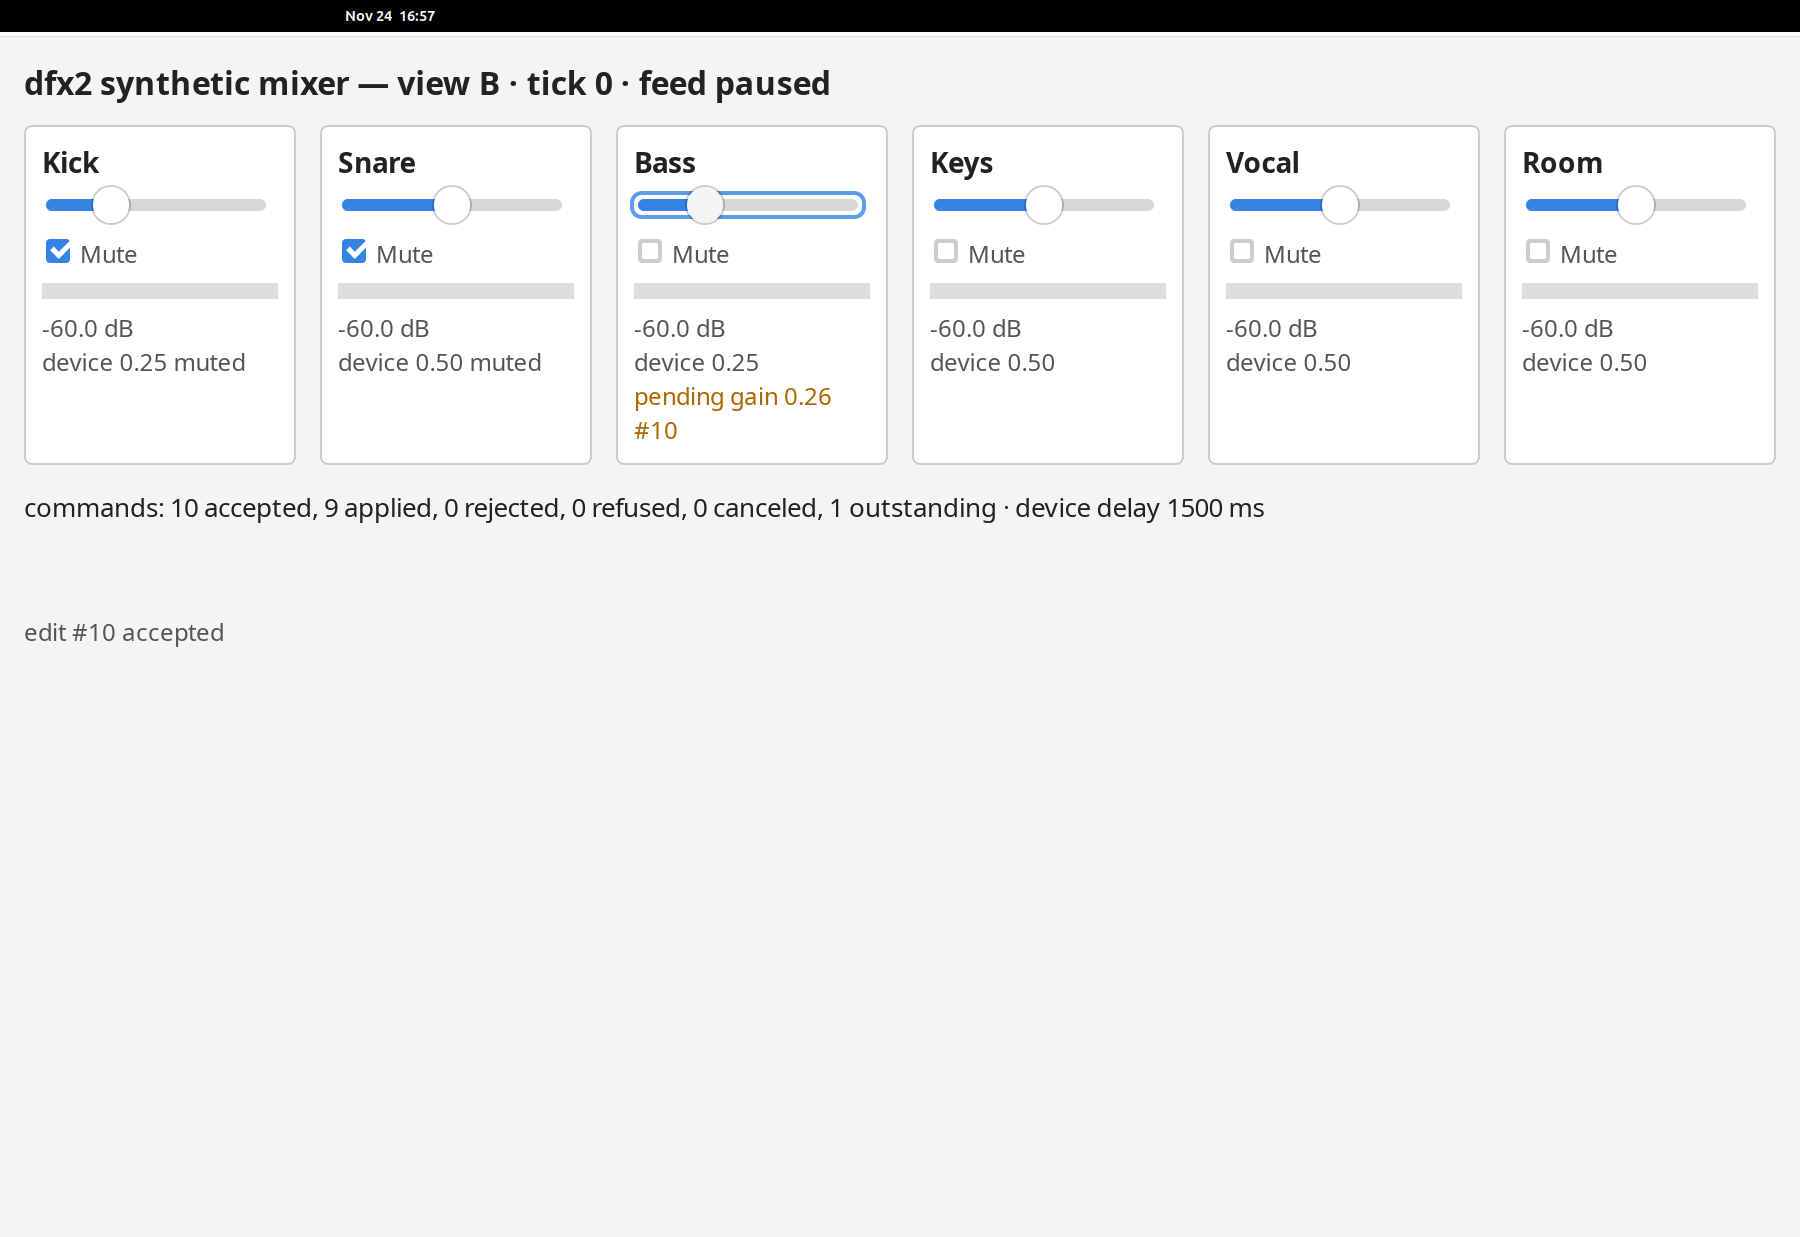 Nov 24 16:57
dfx2 synthetic mixer — view B · tick 0 · feed paused
Kick
Mute
-60.0 dB
device 0.25 muted
Snare
Mute
-60.0 dB
device 0.50 muted
Bass
Mute
-60.0 dB
device 0.25
pending gain 0.26
#10
Keys
Mute
-60.0 dB
device 0.50
Vocal
Mute
-60.0 dB
device 0.50
Room
Mute
-60.0 dB
device 0.50
commands: 10 accepted, 9 applied, 0 rejected, 0 refused, 0 canceled, 1 outstanding · device delay 1500 ms
edit #10 accepted